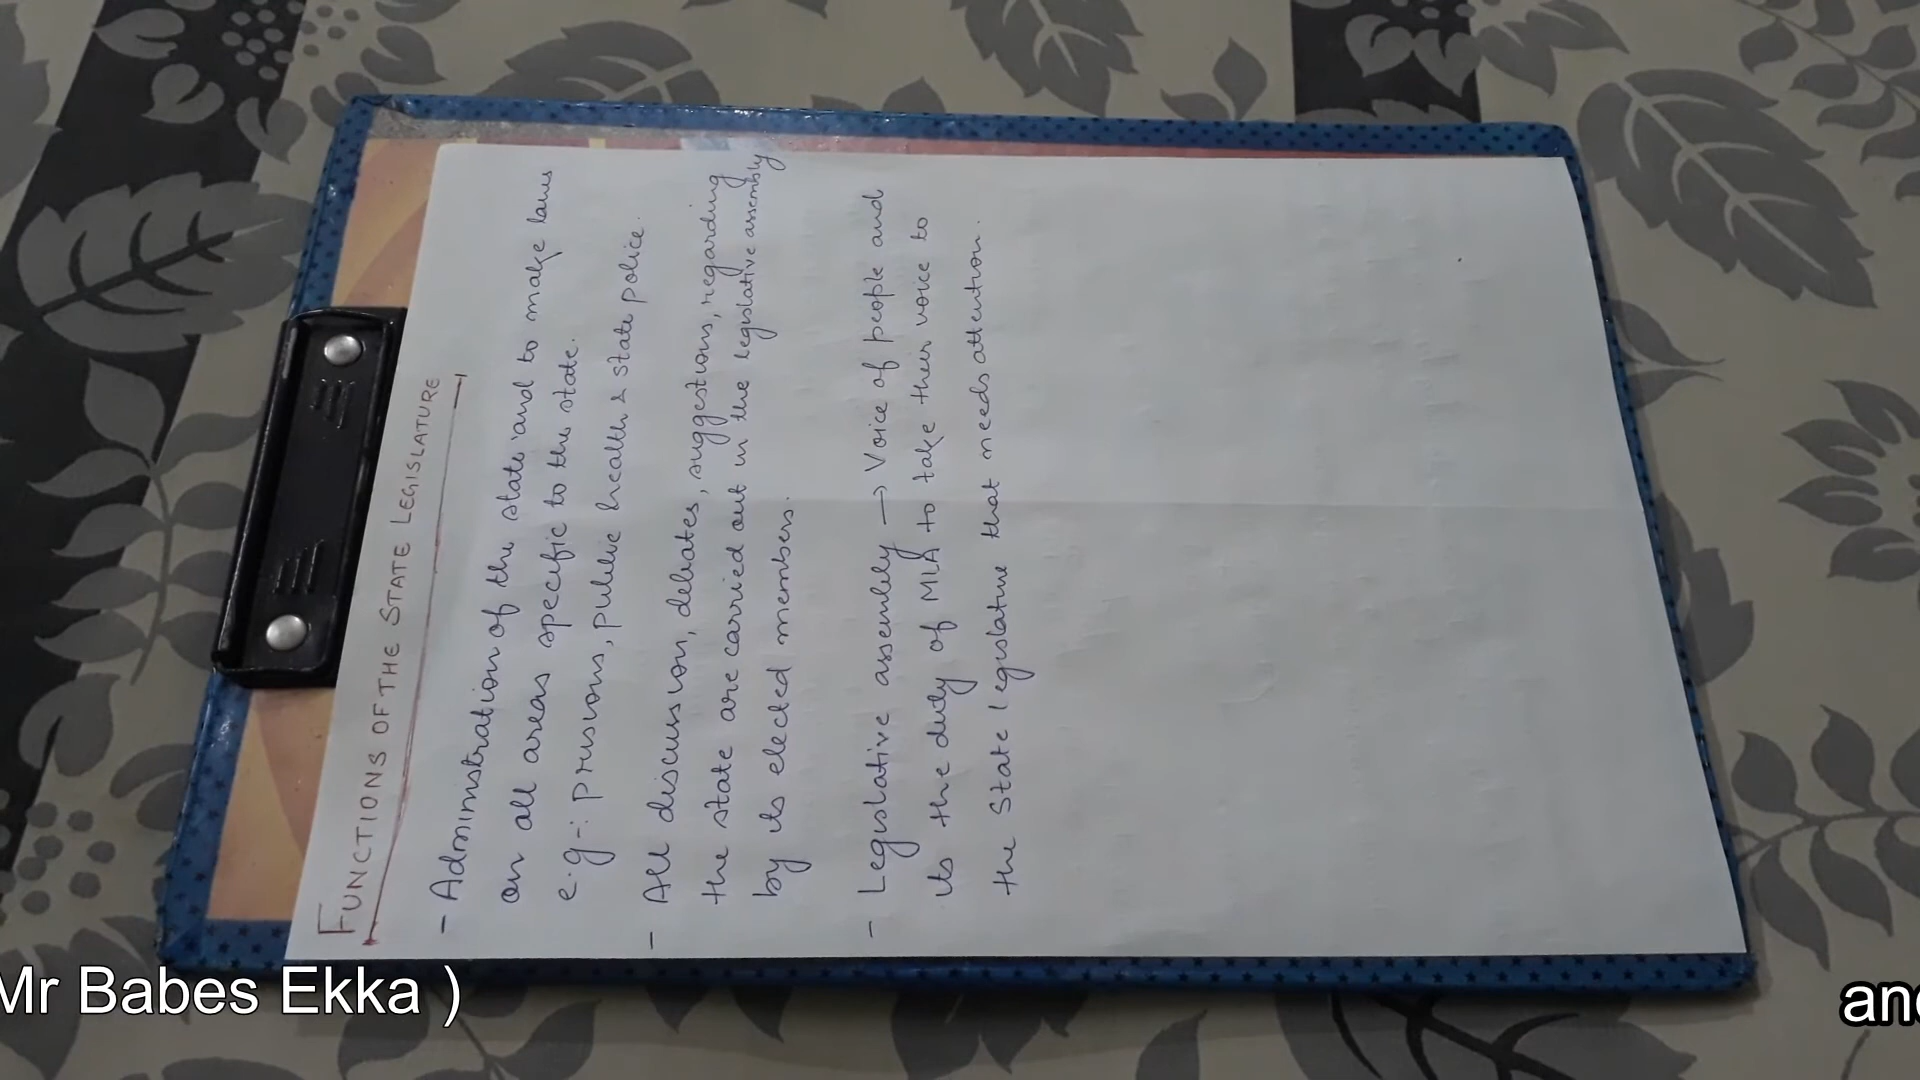 FUNCTIONS OF THE STATE LEGISLATURE
- Administration of the state and to make laws
on all areas specific to the state.
e.g-: prisions, public health & state police.
- All discussion, debates, suggestions, regarding
the state are carried out in the legislative assembly
by its elected members.
- Legislative assembly → Voice of people and
its the duty of MLA to take their voice to
the State legislature that needs attention.
Mr Babes Ekka )
and